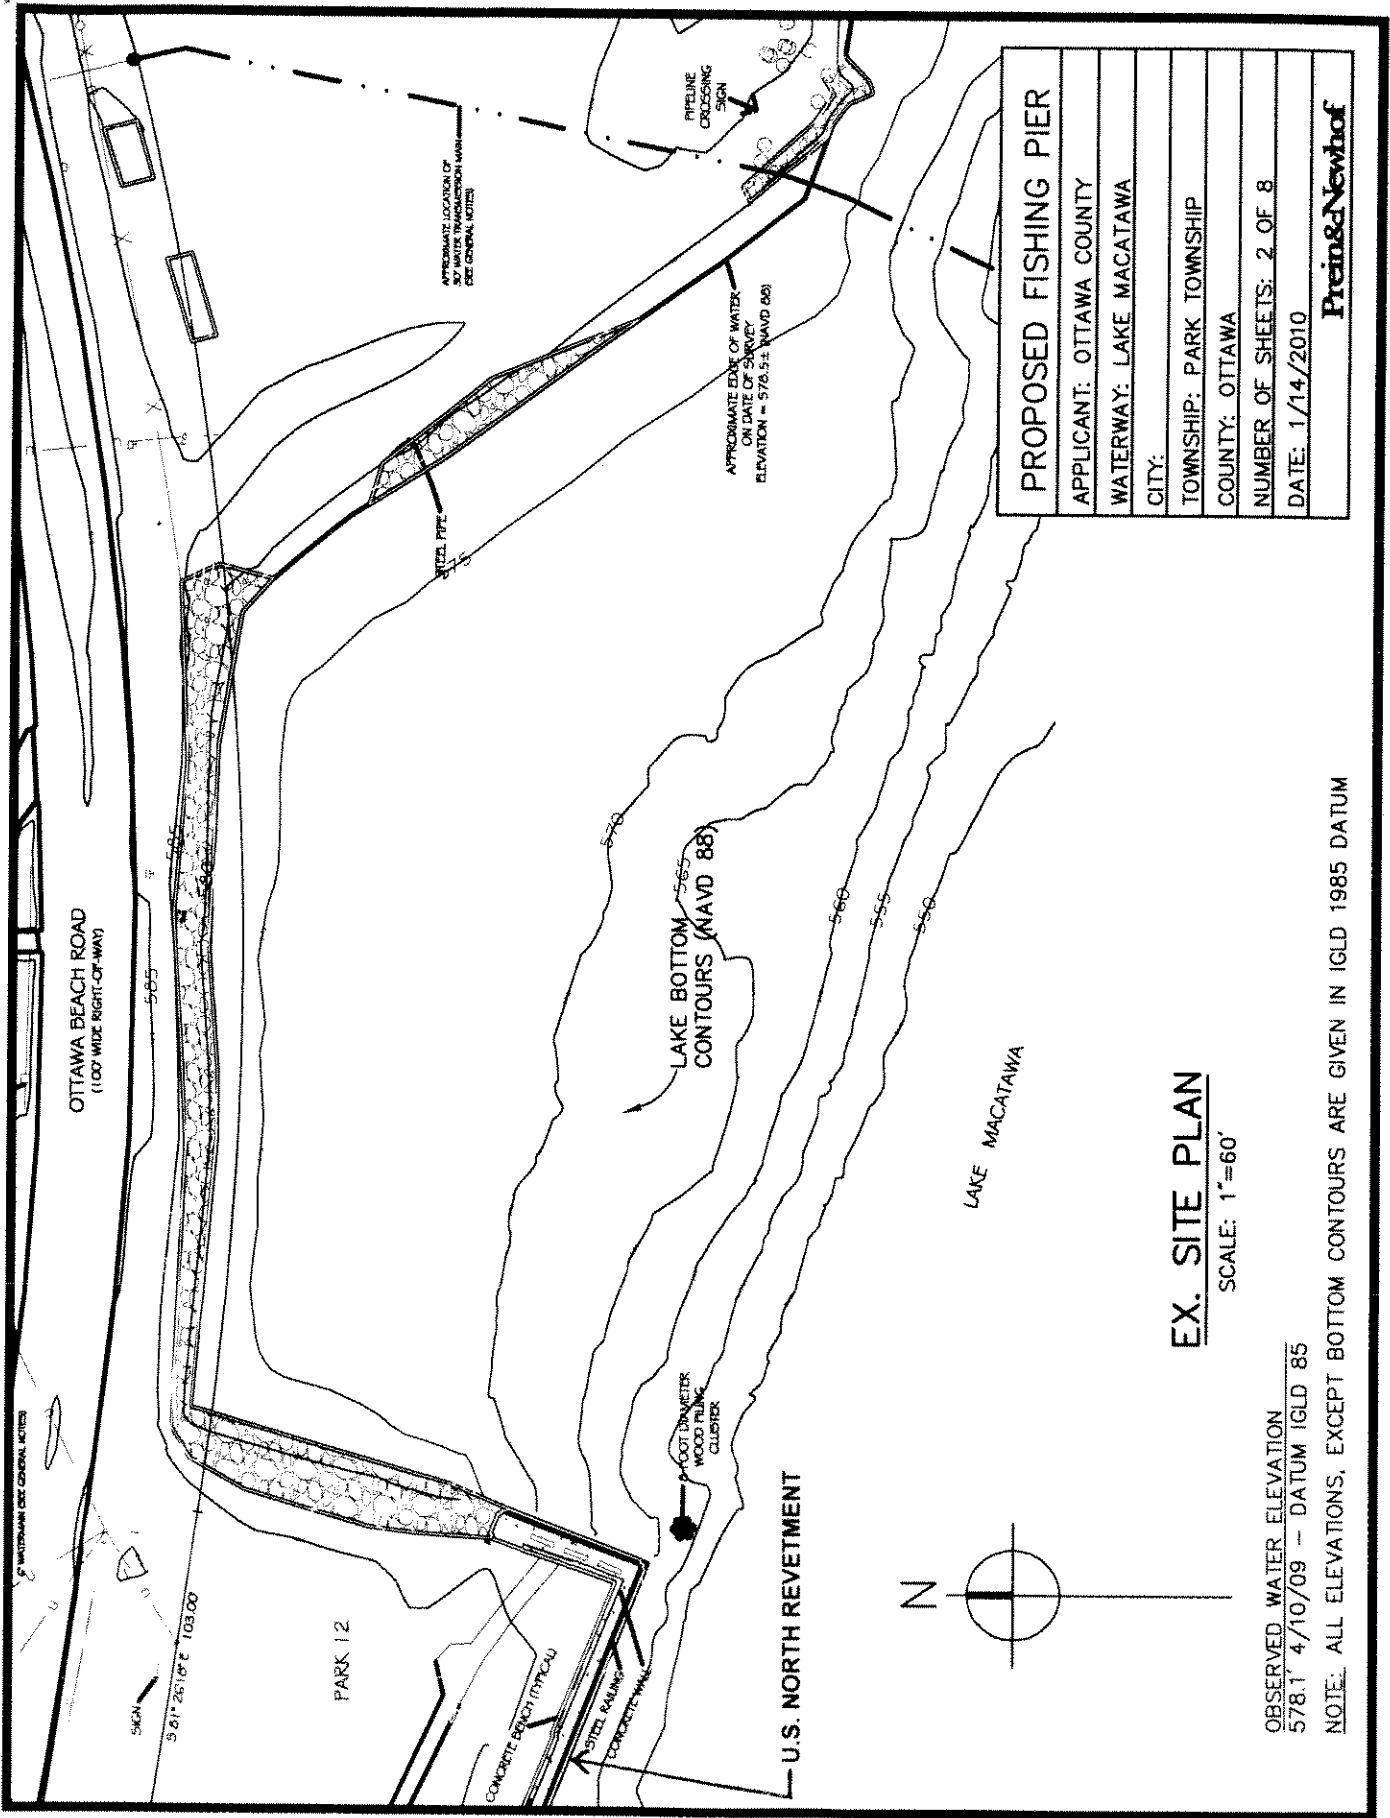 ℄ WATERMAIN (SEE GENERAL NOTES)
OTTAWA BEACH ROAD
(100' WIDE RIGHT-OF-WAY)
SIGN
S 81° 26'18" E 103.00
585
585
580
APPROXIMATE LOCATION OF
30" WATER TRANSMISSION MAIN
(SEE GENERAL NOTES)
PIPELINE
CROSSING
SIGN
PARK 12
STEEL PIPE
575
APPROXIMATE EDGE OF WATER
ON DATE OF SURVEY
ELEVATION = 578.5± (NAVD 88)
CONCRETE BENCH (TYPICAL)
STEEL RAILING
CONCRETE WALL
570
565
LAKE BOTTOM
CONTOURS (NAVD 88)
FOOT DIAMETER
WOOD PILING
CLUSTER
560
555
550
U.S. NORTH REVETMENT
LAKE MACATAWA
N
EX. SITE PLAN
SCALE: 1"=60'
OBSERVED WATER ELEVATION
578.1' 4/10/09 - DATUM IGLD 85
NOTE: ALL ELEVATIONS, EXCEPT BOTTOM CONTOURS ARE GIVEN IN IGLD 1985 DATUM
PROPOSED FISHING PIER
APPLICANT: OTTAWA COUNTY
WATERWAY: LAKE MACATAWA
CITY:
TOWNSHIP: PARK TOWNSHIP
COUNTY: OTTAWA
NUMBER OF SHEETS: 2 OF 8
DATE: 1/14/2010
Prein&Newhof